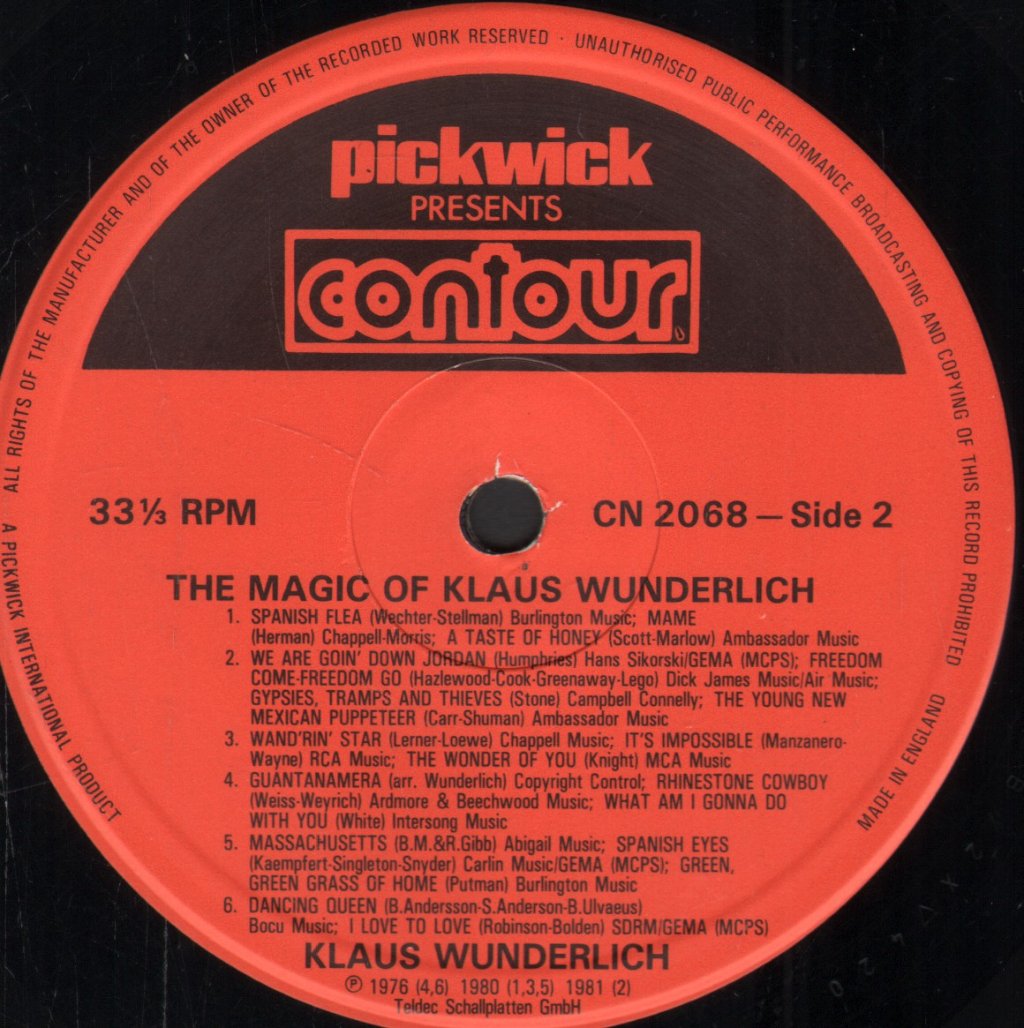 ALL RIGHTS OF THE MANUFACTURER AND OF THE OWNER OF THE RECORDED WORK RESERVED · UNAUTHORISED PUBLIC PERFORMANCE BROADCASTING AND COPYING OF THIS RECORD PROHIBITED
pickwick
PRESENTS
contour
33⅓ RPM
CN 2068 — Side 2
THE MAGIC OF KLAUS WUNDERLICH
1. SPANISH FLEA (Wechter-Stellman) Burlington Music; MAME
(Herman) Chappell-Morris; A TASTE OF HONEY (Scott-Marlow) Ambassador Music
2. WE ARE GOIN' DOWN JORDAN (Humphries) Hans Sikorski/GEMA (MCPS); FREEDOM
COME-FREEDOM GO (Hazlewood-Cook-Greenaway-Lego) Dick James Music/Air Music;
GYPSIES, TRAMPS AND THIEVES (Stone) Campbell Connelly; THE YOUNG NEW
MEXICAN PUPPETEER (Carr-Shuman) Ambassador Music
3. WAND'RIN' STAR (Lerner-Loewe) Chappell Music; IT'S IMPOSSIBLE (Manzanero-
Wayne) RCA Music; THE WONDER OF YOU (Knight) MCA Music
4. GUANTANAMERA (arr. Wunderlich) Copyright Control; RHINESTONE COWBOY
(Weiss-Weyrich) Ardmore & Beechwood Music; WHAT AM I GONNA DO
WITH YOU (White) Intersong Music
5. MASSACHUSETTS (B.M.&R.Gibb) Abigail Music; SPANISH EYES
(Kaempfert-Singleton-Snyder) Carlin Music/GEMA (MCPS); GREEN,
GREEN GRASS OF HOME (Putman) Burlington Music
6. DANCING QUEEN (B.Andersson-S.Anderson-B.Ulvaeus)
Bocu Music; I LOVE TO LOVE (Robinson-Bolden) SDRM/GEMA (MCPS)
KLAUS WUNDERLICH
℗ 1976 (4,6) 1980 (1,3,5) 1981 (2)
Teldec Schallplatten GmbH
A PICKWICK INTERNATIONAL PRODUCT
MADE IN ENGLAND